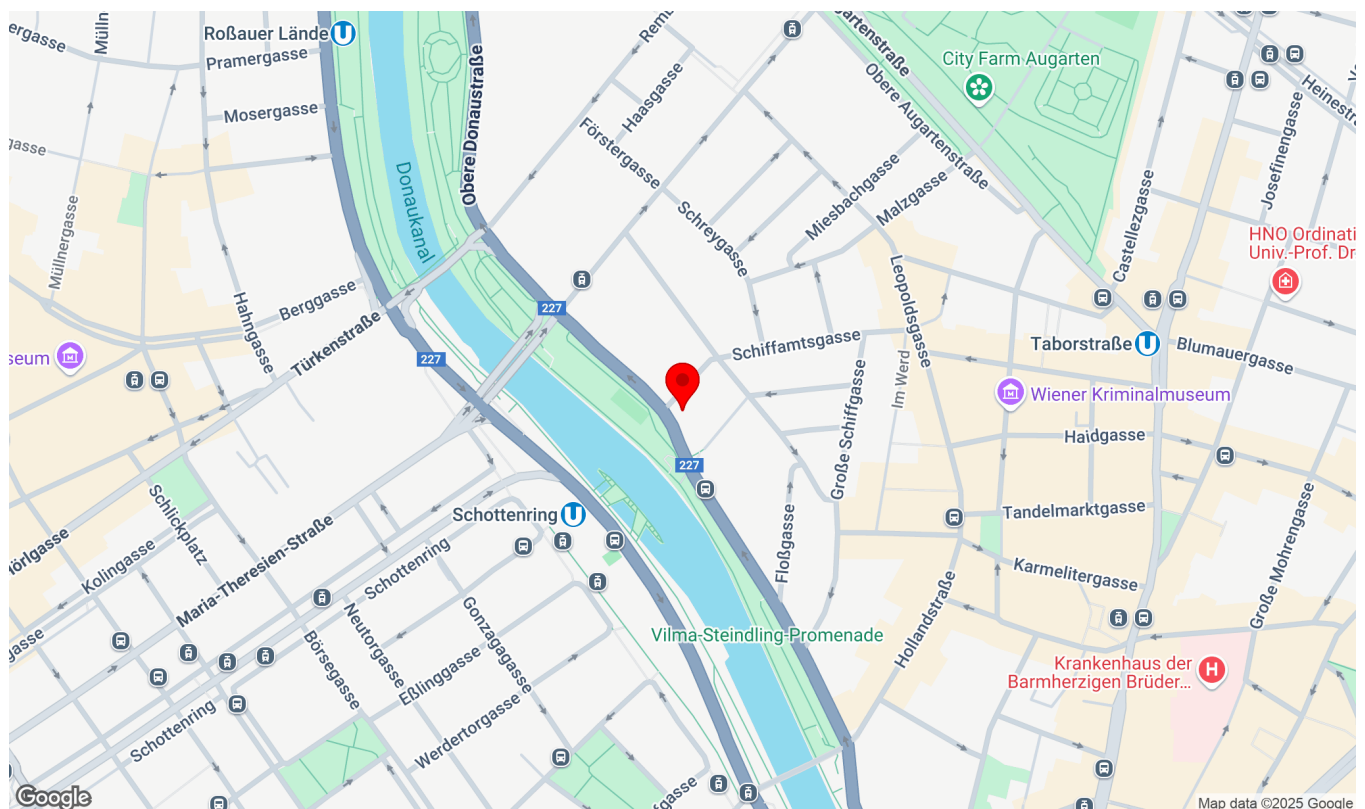 Roßauer Lände
Pramergasse
Mosergasse
Müllnergasse
Hahngasse
Berggasse
Türkenstraße
Donaukanal
Obere Donaustraße
Haasgasse
Förstergasse
Schreygasse
Miesbachgasse
Malzgasse
City Farm Augarten
Obere Augartenstraße
Castellezgasse
Josefinengasse
HNO Ordinati
Univ.-Prof. Dr
227
227
227
Schiffamtsgasse
Leopoldsgasse
Im Werd
Große Schiffgasse
Taborstraße
Blumauergasse
Wiener Kriminalmuseum
Haidgasse
Tandelmarktgasse
Karmelitergasse
Große Mohrengasse
Hollandstraße
Floßgasse
Vilma-Steindling-Promenade
Krankenhaus der
Barmherzigen Brüder...
Schottenring
Schlickplatz
Kolingasse
Maria-Theresien-Straße
Schottenring
Neutorgasse
Börsegasse
Gonzagagasse
Eßlinggasse
Werdertorgasse
Schottenring
Google
Map data ©2025 Google